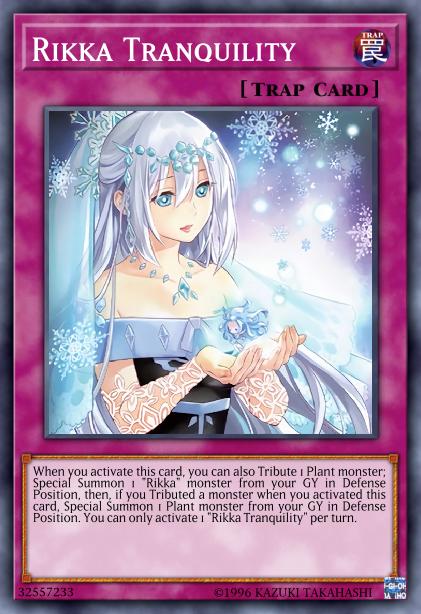 Rikka Tranquility
TRAP
罠
[Trap Card]
When you activate this card, you can also Tribute 1 Plant monster;
Special Summon 1 "Rikka" monster from your GY in Defense
Position, then, if you Tributed a monster when you activated this
card, Special Summon 1 Plant monster from your GY in Defense
Position. You can only activate 1 "Rikka Tranquility" per turn.
32557233
©1996 KAZUKI TAKAHASHI